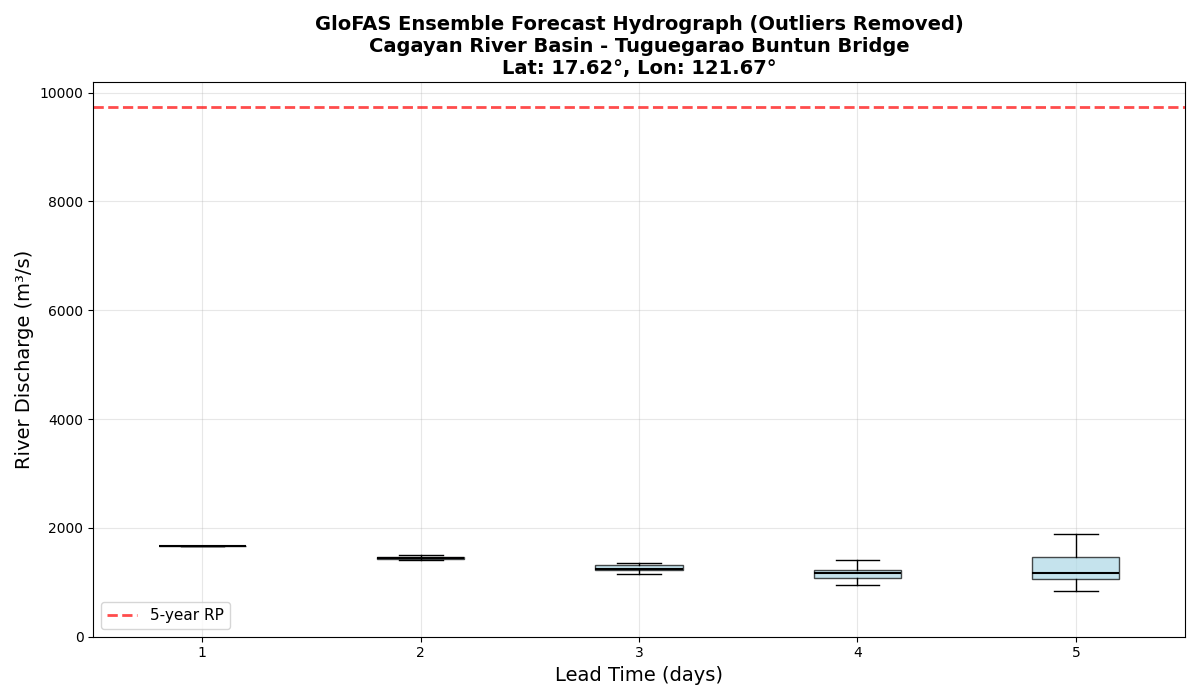 GloFAS Ensemble Forecast Hydrograph (Outliers Removed)
Cagayan River Basin - Tuguegarao Buntun Bridge
Lat: 17.62°, Lon: 121.67°
River Discharge (m³/s)
10000
8000
6000
4000
2000
0
5-year RP
1 2 3 4 5
Lead Time (days)